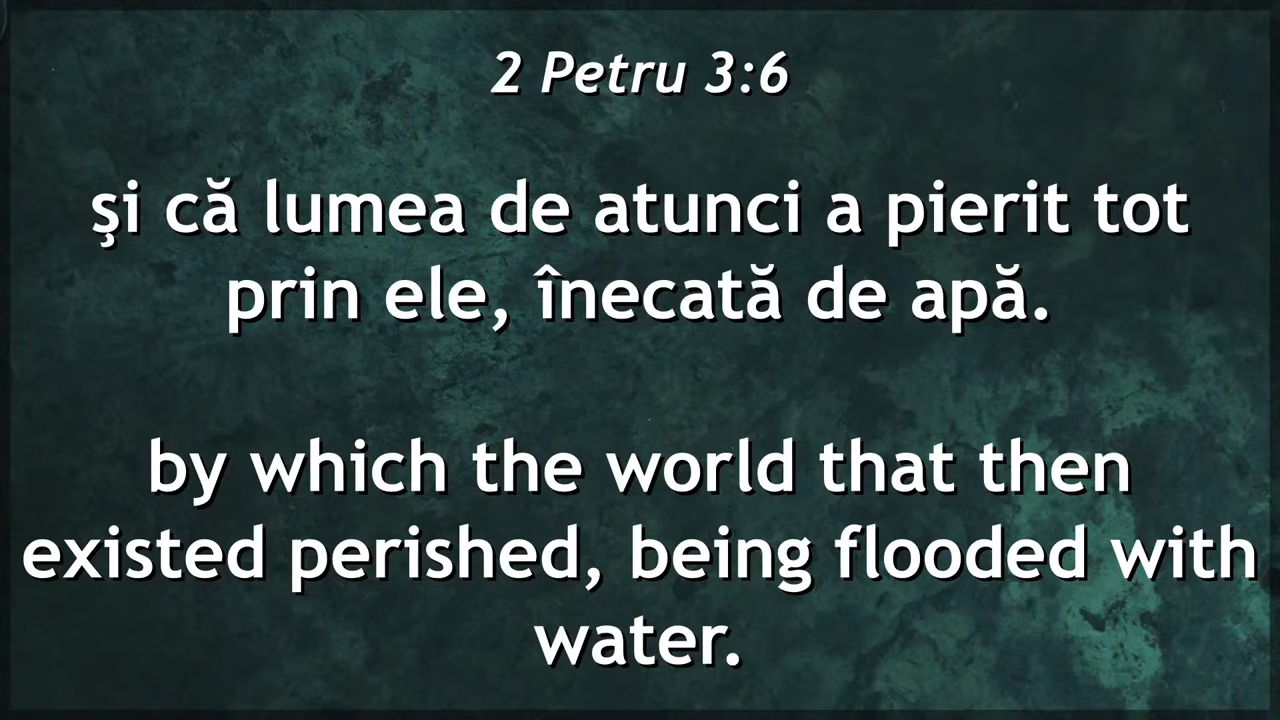 2 Petru 3:6
şi că lumea de atunci a pierit tot
prin ele, înecată de apă.
by which the world that then
existed perished, being flooded with
water.